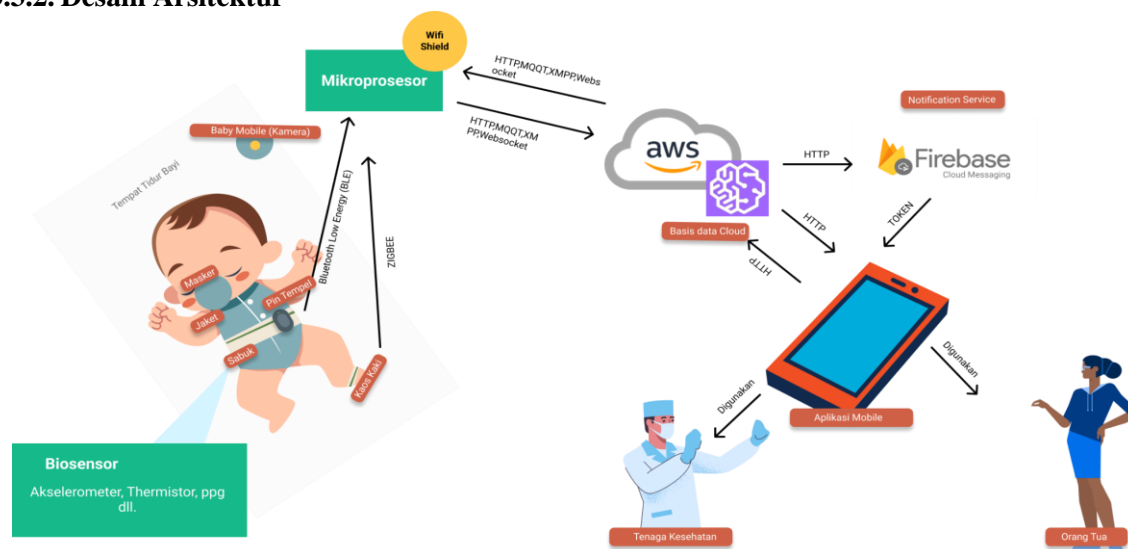 Desain Arsitektur
Wifi
Shield
Mikroprosesor
HTTP,MQQT,XMPP,Webs
ocket
HTTP,MQQT,XM
PP,Websocket
Notification Service
Baby Mobile (Kamera)
Tempat Tidur Bayi
Bluetooth Low Energy (BLE)
ZIGBEE
aws
HTTP
Firebase
Cloud Messaging
Basis data Cloud
HTTP
TOKEN
HTTP
Masker
Pin Tempel
Jaket
Sabuk
Kaos Kaki
Digunakan
Digunakan
Aplikasi Mobile
Biosensor
Akselerometer, Thermistor, ppg
dll.
Tenaga Kesehatan
Orang Tua